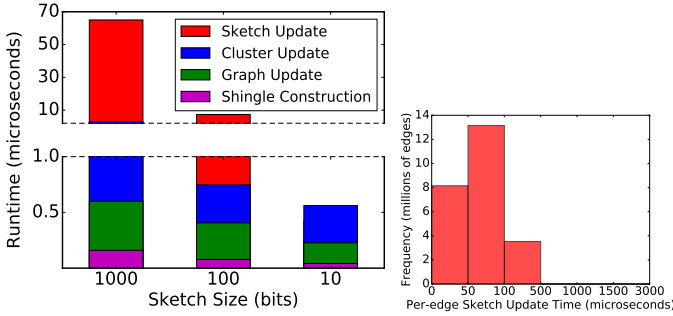 70
50
30
10
Runtime (microseconds)
Sketch Update
Cluster Update
Graph Update
Shingle Construction
1.0
0.5
1000 100 10
Sketch Size (bits)
14
12
10
8
6
4
2
0
Frequency (millions of edges)
0 50 100 500 1000 1500 3000
Per-edge Sketch Update Time (microseconds)